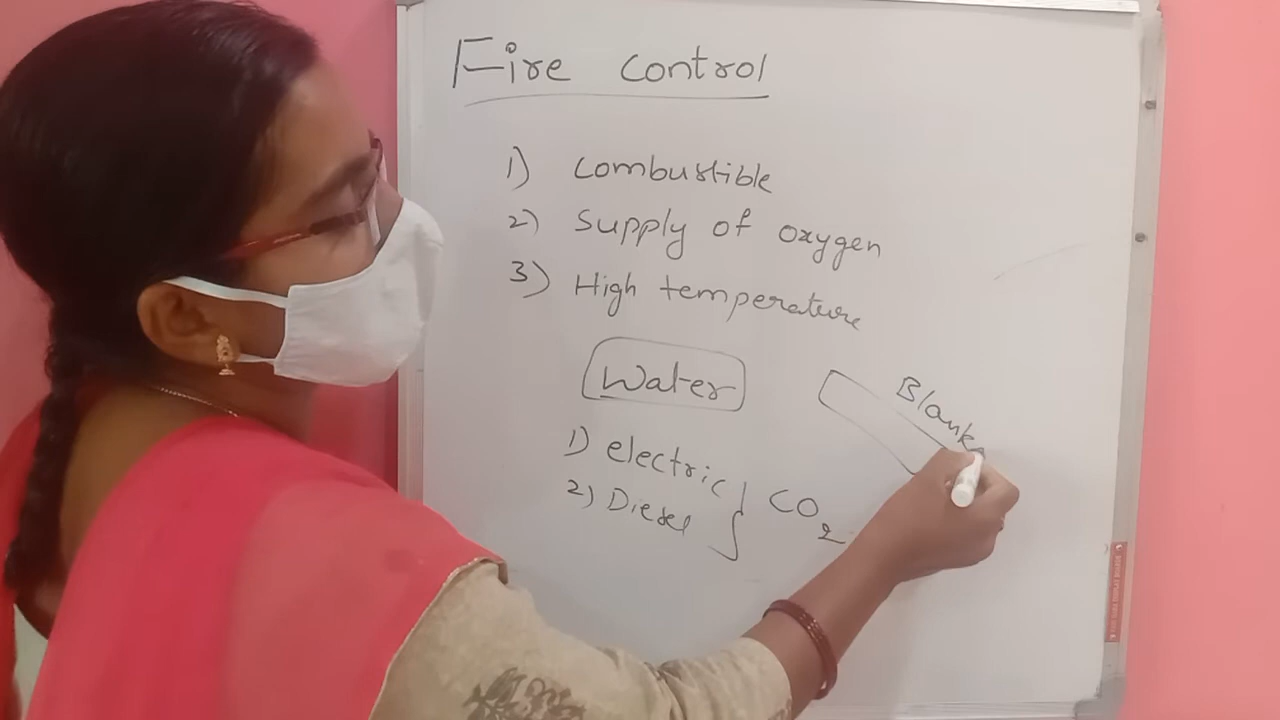 Fire control
1) combustible
2) supply of oxygen
3) High temperature
Water
Blank
1) electric
2) Diesel } CO2